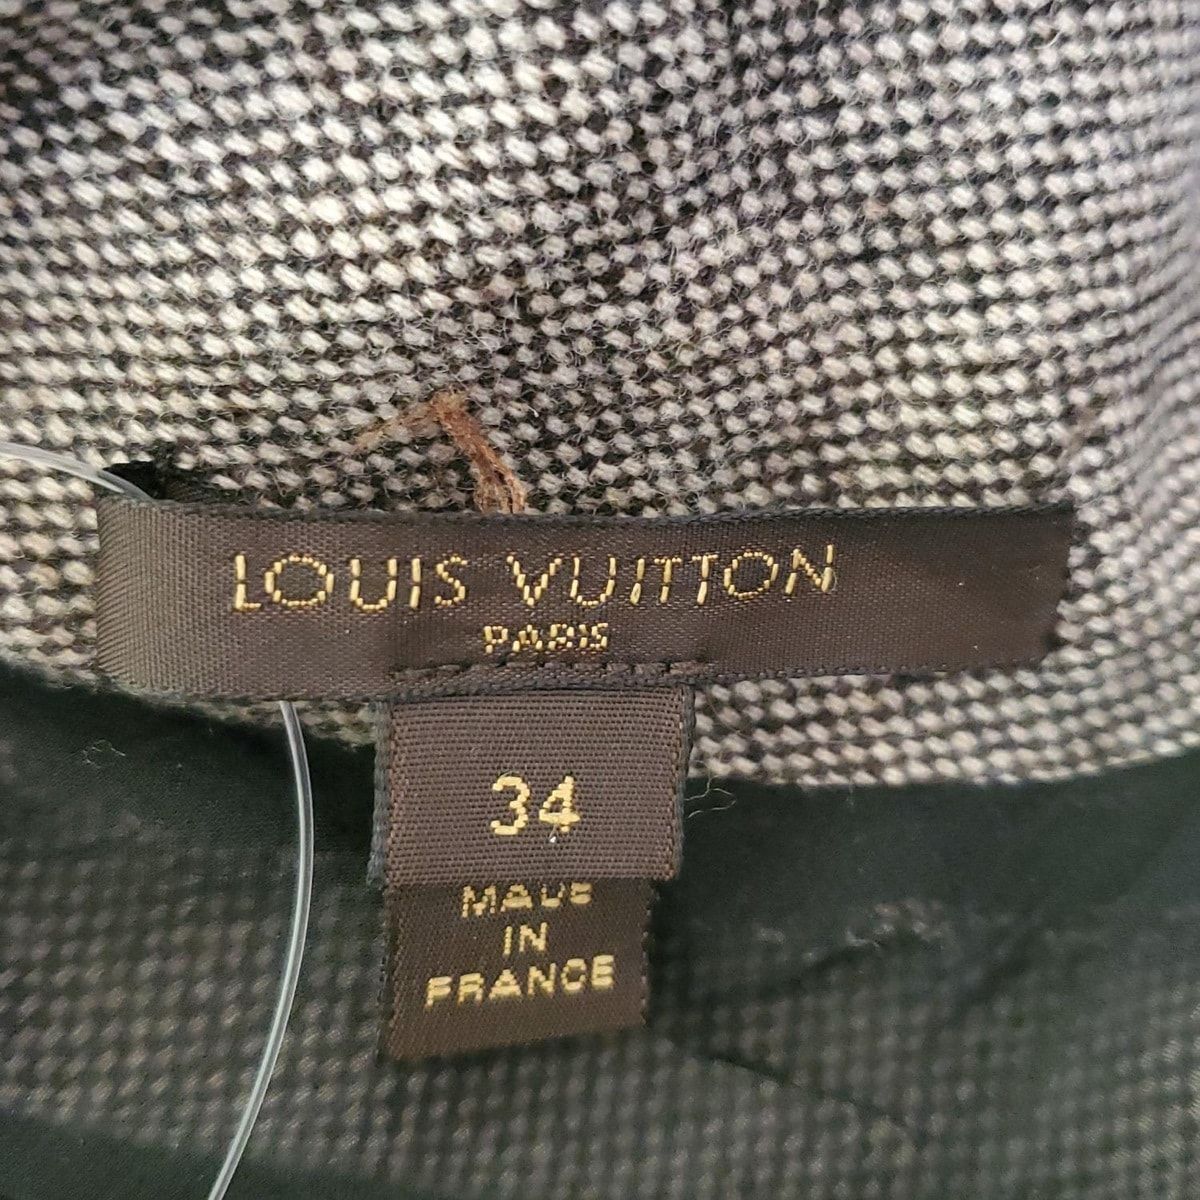 LOUIS VUITTON
PARIS
34
MADE
IN
FRANCE